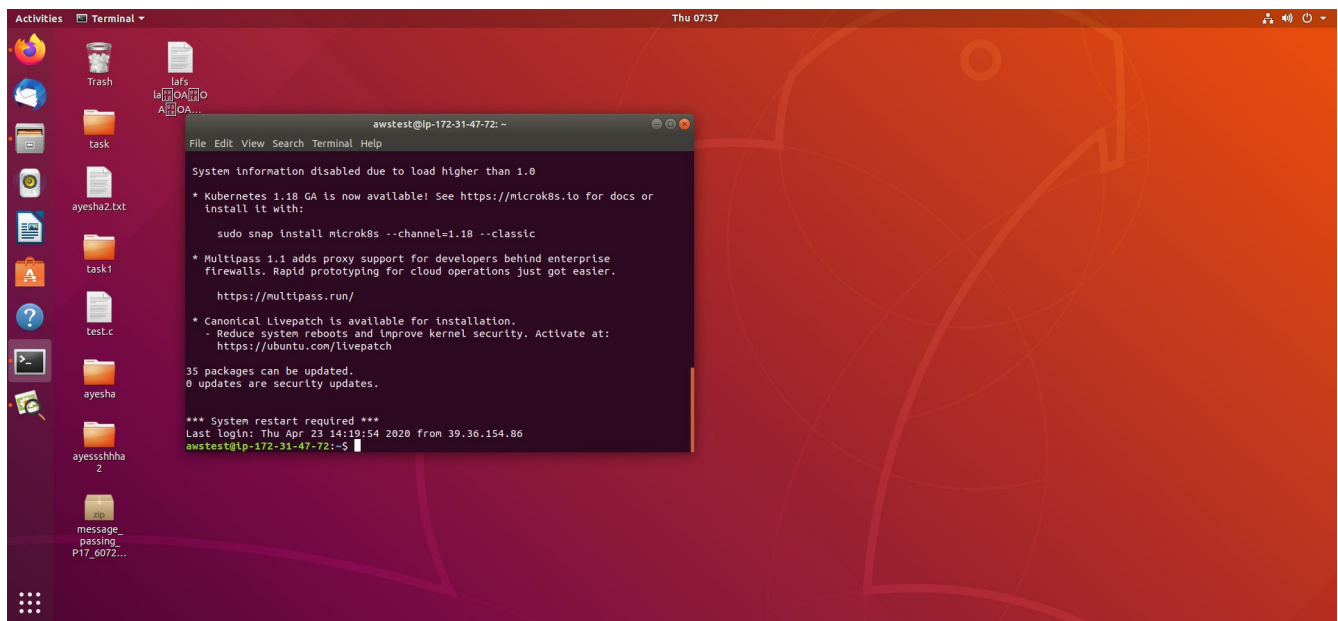 Activities Terminal Thu 07:37
Trash
lafs
task
ayesha2.txt
task1
test.c
ayesha
ayessshhha
2
zip
message_
passing_
P17_6072...
awstest@ip-172-31-47-72: ~
File Edit View Search Terminal Help
System information disabled due to load higher than 1.0
* Kubernetes 1.18 GA is now available! See https://microk8s.io for docs or
install it with:
sudo snap install microk8s --channel=1.18 --classic
* Multipass 1.1 adds proxy support for developers behind enterprise
firewalls. Rapid prototyping for cloud operations just got easier.
https://multipass.run/
* Canonical Livepatch is available for installation.
- Reduce system reboots and improve kernel security. Activate at:
https://ubuntu.com/livepatch
35 packages can be updated.
0 updates are security updates.
*** System restart required ***
Last login: Thu Apr 23 14:19:54 2020 from 39.36.154.86
awstest@ip-172-31-47-72:~$